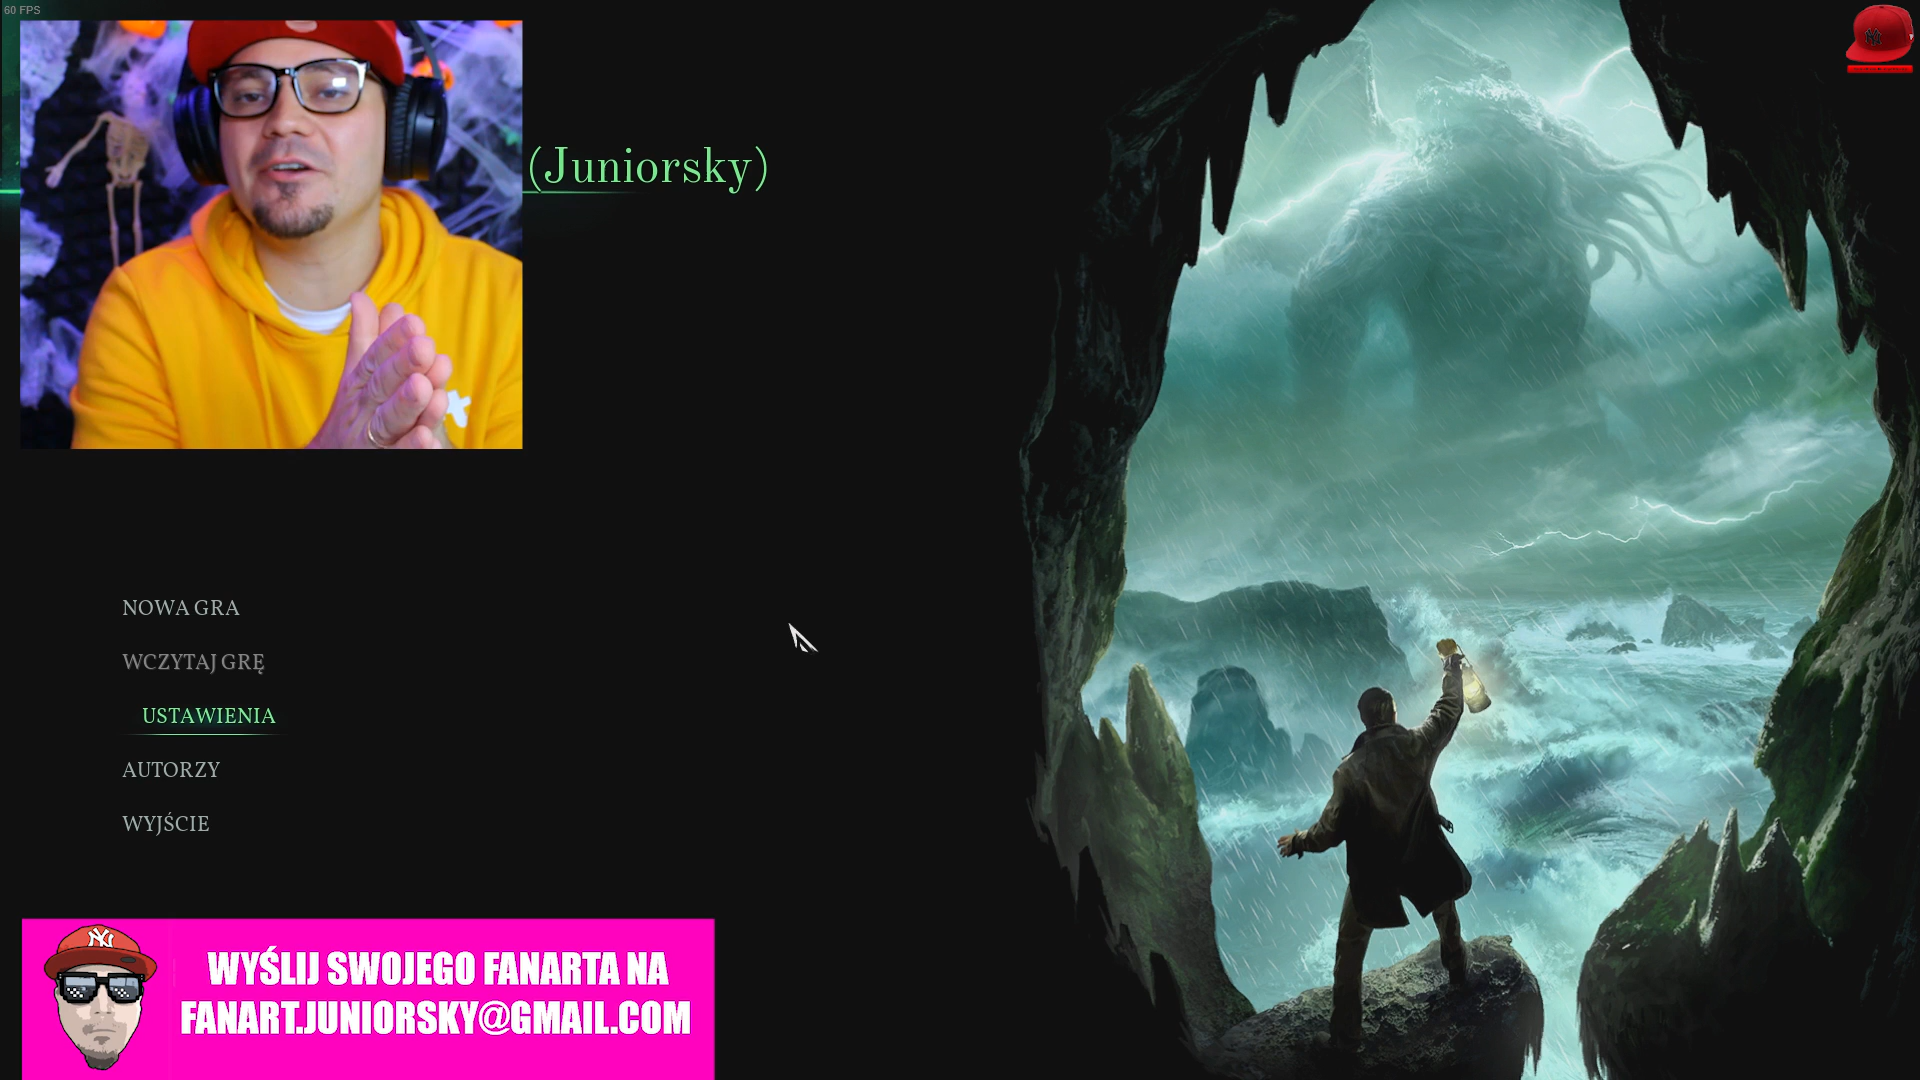 60 FPS
(Juniorsky)
NOWA GRA
WCZYTAJ GRĘ
USTAWIENIA
AUTORZY
WYJŚCIE
WYŚLIJ SWOJEGO FANARTA NA
FANART.JUNIORSKY@GMAIL.COM